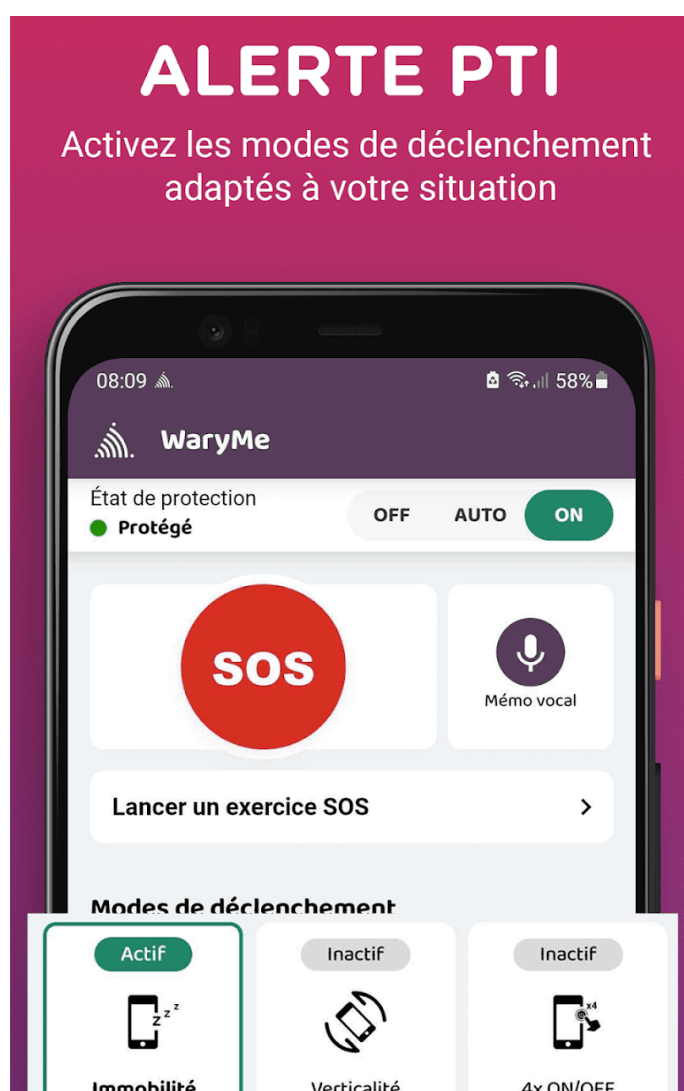 ALERTE PTI
Activez les modes de déclenchement
adaptés à votre situation
08:09 58%
WaryMe
État de protection
Protégé
OFF AUTO ON
SOS
Mémo vocal
Lancer un exercice SOS
Modes de déclenchement
Actif Inactif Inactif
z z z x4
Immobilité Verticalité 4x ON/OFF